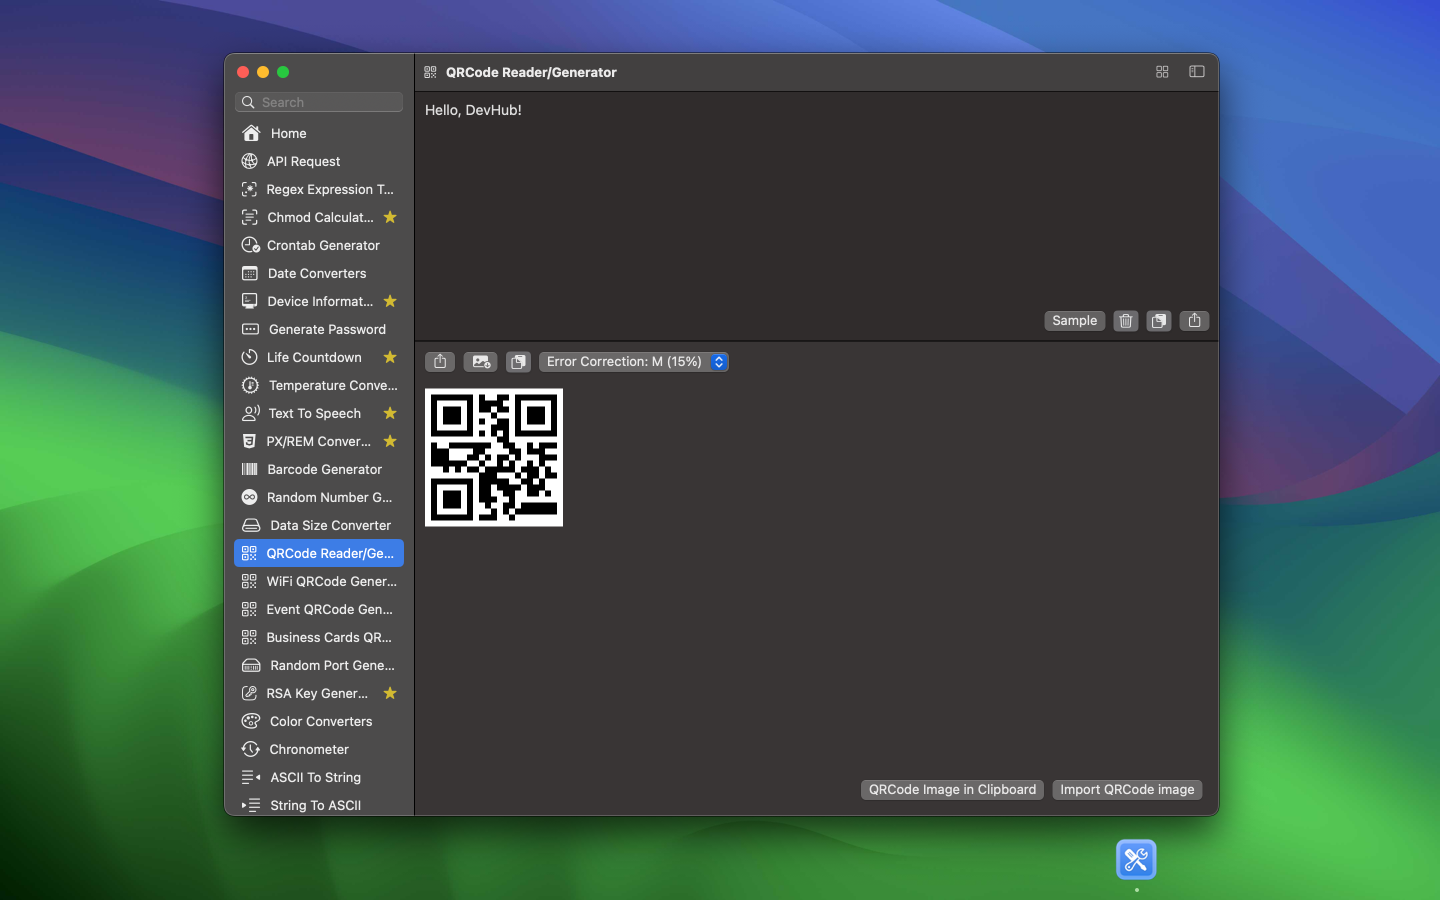 QRCode Reader/Generator
Search
Home
API Request
Regex Expression T...
Chmod Calculat...
Crontab Generator
Date Converters
Device Informat...
Generate Password
Life Countdown
Temperature Conve...
Text To Speech
PX/REM Conver...
Barcode Generator
Random Number G...
Data Size Converter
QRCode Reader/Ge...
WiFi QRCode Gener...
Event QRCode Gen...
Business Cards QR...
Random Port Gene...
RSA Key Gener...
Color Converters
Chronometer
ASCII To String
String To ASCII
Hello, DevHub!
Sample
Error Correction: M (15%)
QRCode Image in Clipboard
Import QRCode image